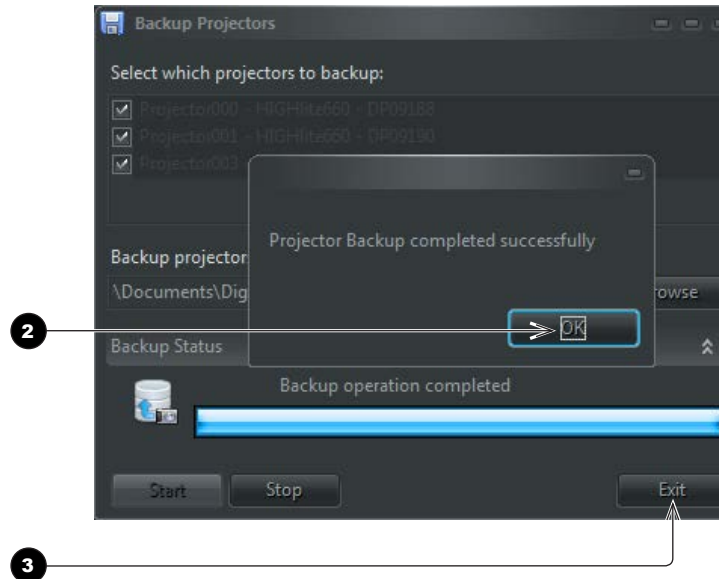 Backup Projectors
Select which projectors to backup:
Projector000 - HIGHlite660 - DP09188
Projector001 - HIGHlite660 - DP09190
Projector003
Projector Backup completed successfully
Backup projector
\Documents\Dig
rowse
2
OK
Backup Status
Backup operation completed
Start
Stop
Exit
3